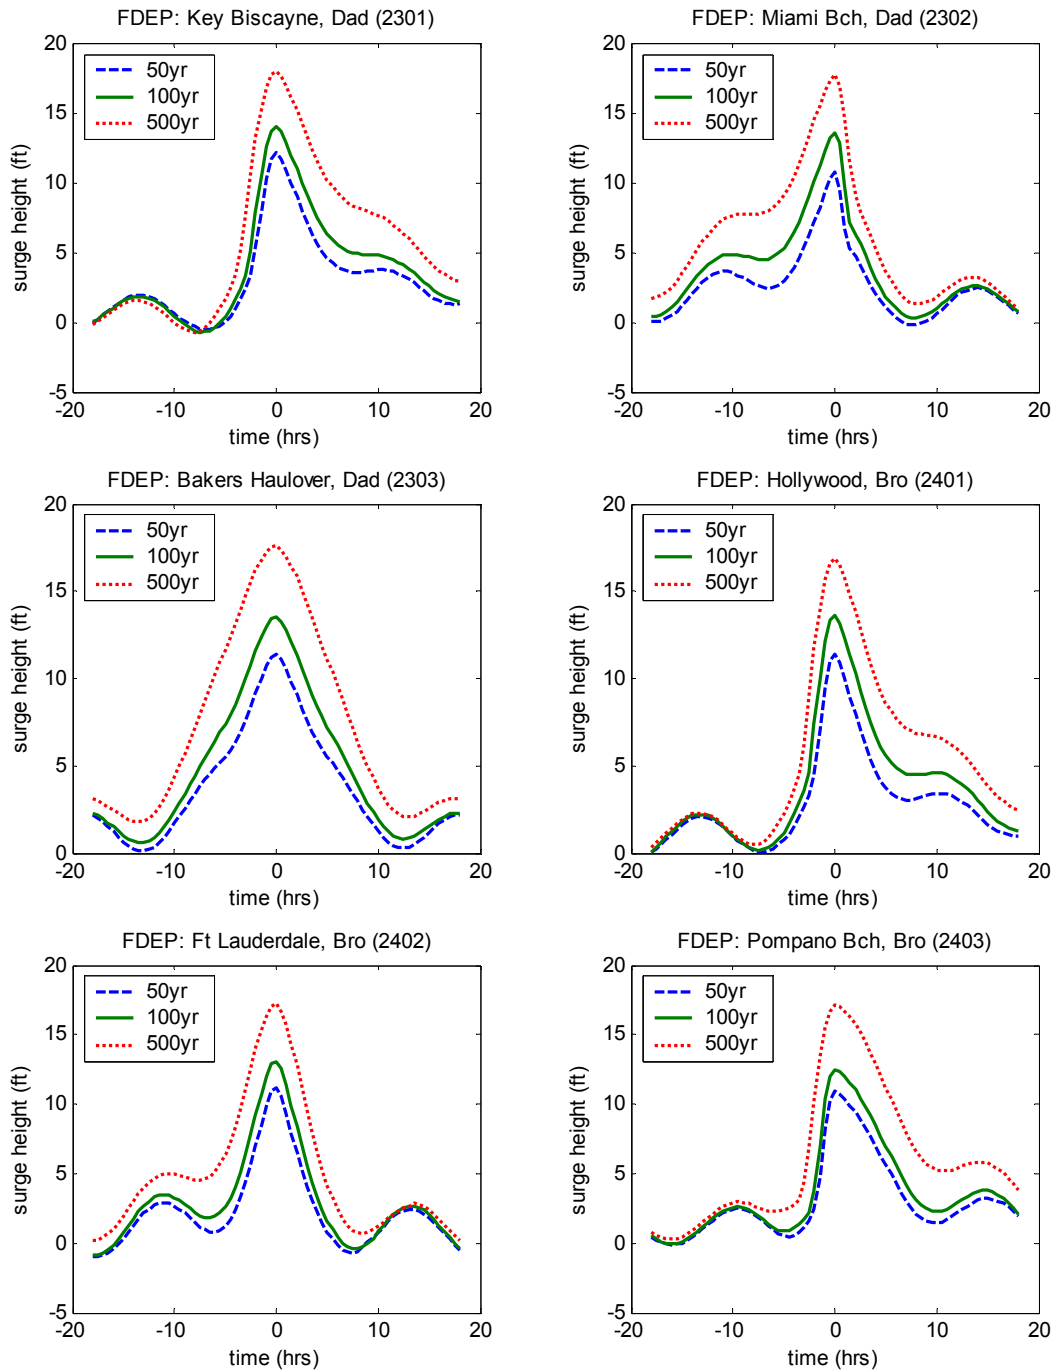 FDEP: Key Biscayne, Dad (2301)
20
15
10
5
0
-5
surge height (ft)
50yr
100yr
500yr
-20
-10
0
10
20
time (hrs)
FDEP: Miami Bch, Dad (2302)
20
15
10
5
0
-5
surge height (ft)
50yr
100yr
500yr
-20
-10
0
10
20
time (hrs)
FDEP: Bakers Haulover, Dad (2303)
20
15
10
5
0
surge height (ft)
50yr
100yr
500yr
-20
-10
0
10
20
time (hrs)
FDEP: Hollywood, Bro (2401)
20
15
10
5
0
surge height (ft)
50yr
100yr
500yr
-20
-10
0
10
20
time (hrs)
FDEP: Ft Lauderdale, Bro (2402)
20
15
10
5
0
-5
surge height (ft)
50yr
100yr
500yr
-20
-10
0
10
20
time (hrs)
FDEP: Pompano Bch, Bro (2403)
20
15
10
5
0
-5
surge height (ft)
50yr
100yr
500yr
-20
-10
0
10
20
time (hrs)